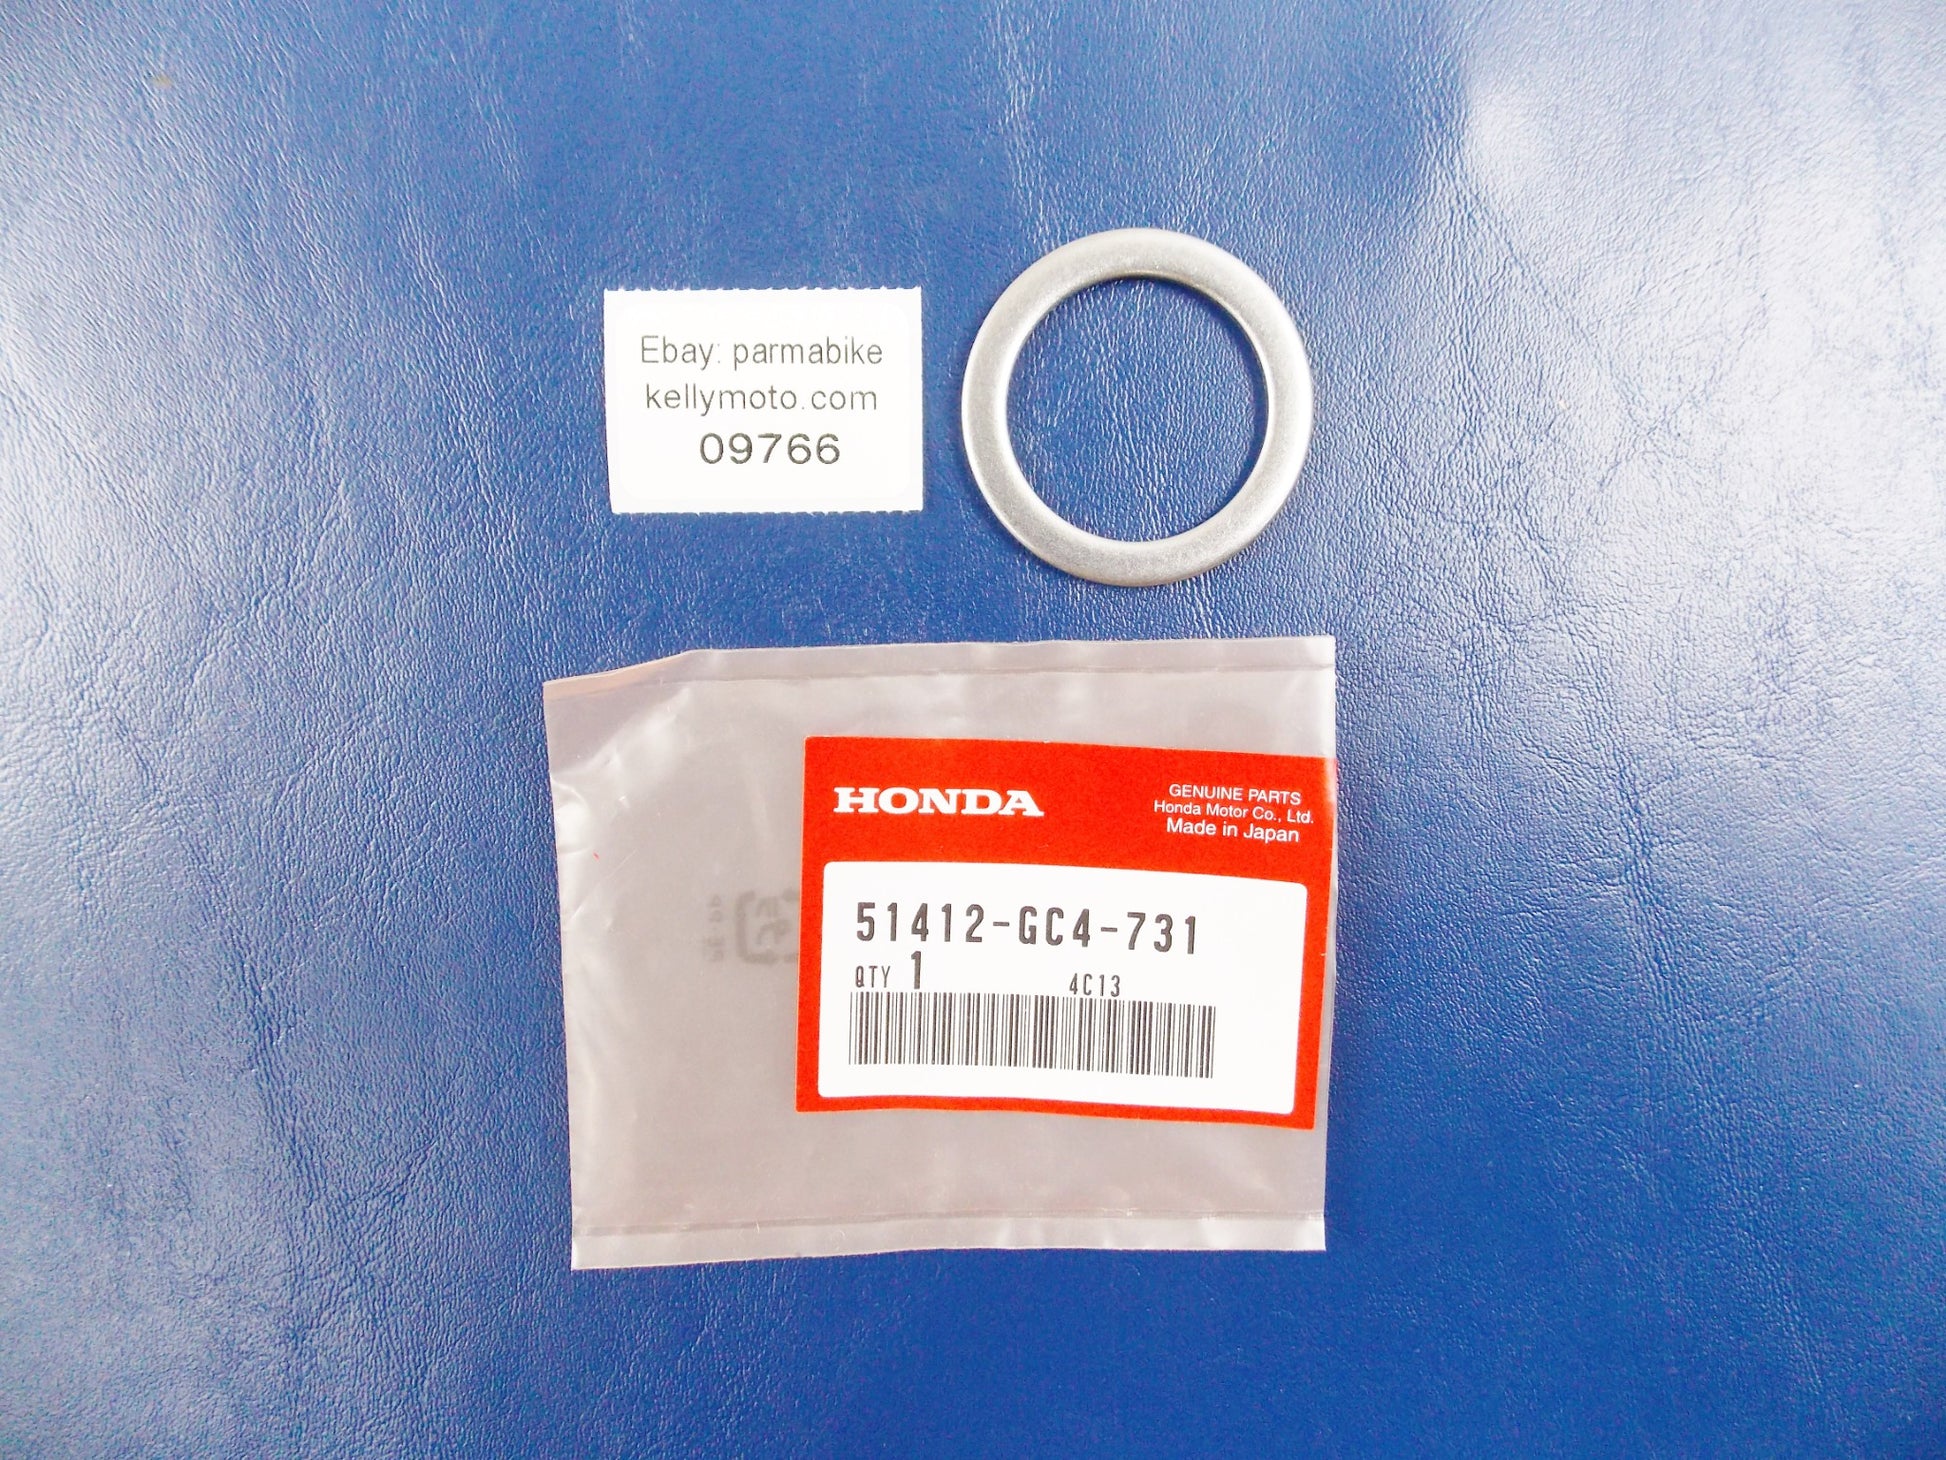 Ebay: parmabike
kellymoto.com
09766
HONDA
GENUINE PARTS
Honda Motor Co., Ltd.
Made in Japan
51412-GC4-731
QTY 1 4C13